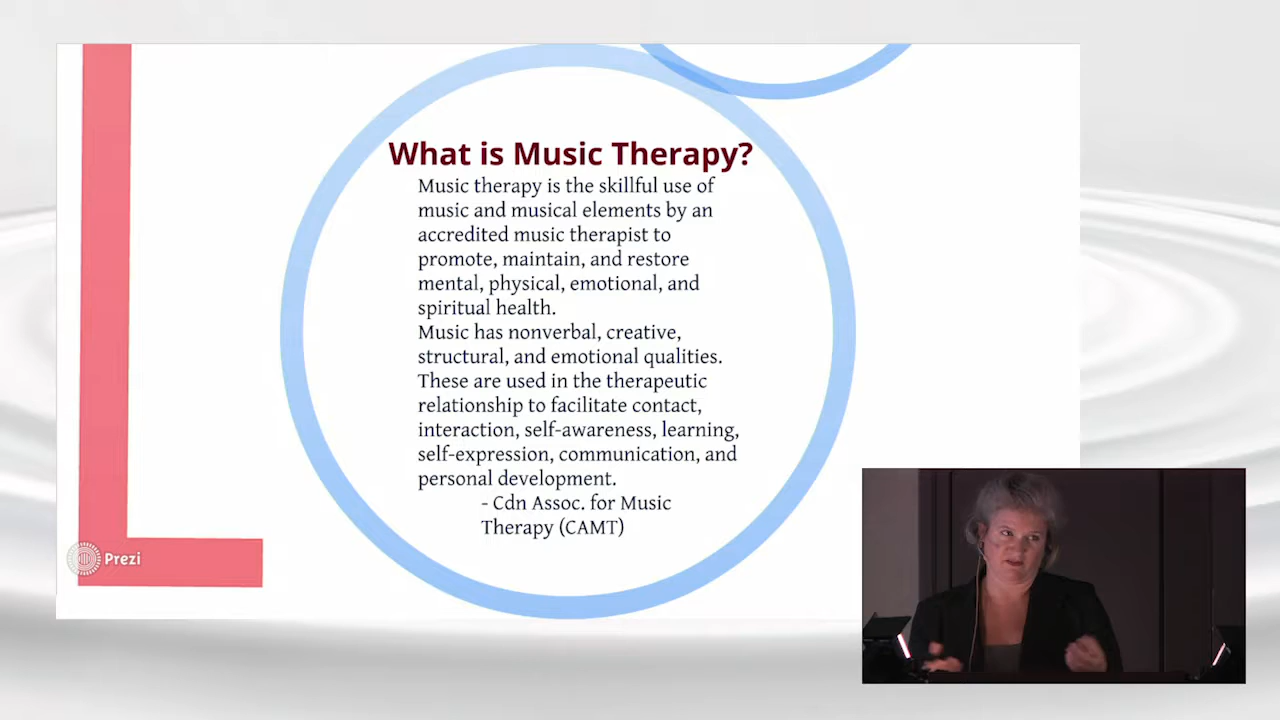 What is Music Therapy?
Music therapy is the skillful use of
music and musical elements by an
accredited music therapist to
promote, maintain, and restore
mental, physical, emotional, and
spiritual health.
Music has nonverbal, creative,
structural, and emotional qualities.
These are used in the therapeutic
relationship to facilitate contact,
interaction, self-awareness, learning,
self-expression, communication, and
personal development.
- Cdn Assoc. for Music
Therapy (CAMT)
Prezi